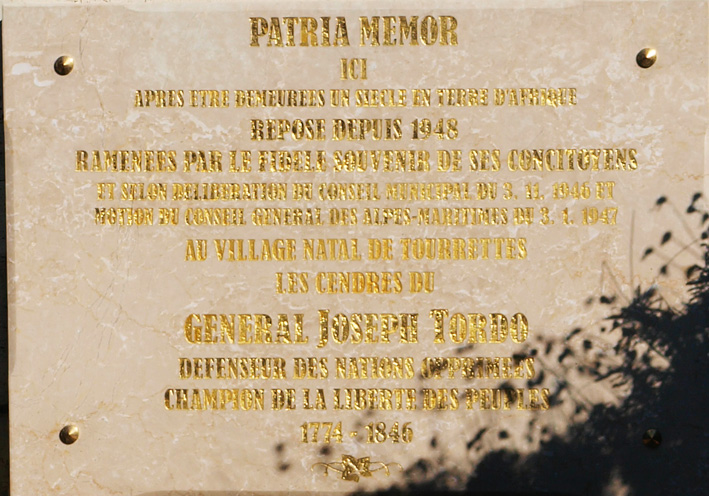 PATRIA MEMOR
ICI
APRES ETRE DEMEUREES UN SIECLE EN TERRE D'AFRIQUE
REPOSE DEPUIS 1948
RAMENEES PAR LE FIDELE SOUVENIR DE SES CONCITOYENS
ET SELON DELIBERATION DU CONSEIL MUNICIPAL DU 3. 11. 1946 ET
MOTION DU CONSEIL GENERAL DES ALPES-MARITIMES DU 3. 1. 1947
AU VILLAGE NATAL DE TOURRETTES
LES CENDRES DU
GENERAL JOSEPH TORDO
DEFENSEUR DES NATIONS OPPRIMEES
CHAMPION DE LA LIBERTE DES PEUPLES
1774 - 1846